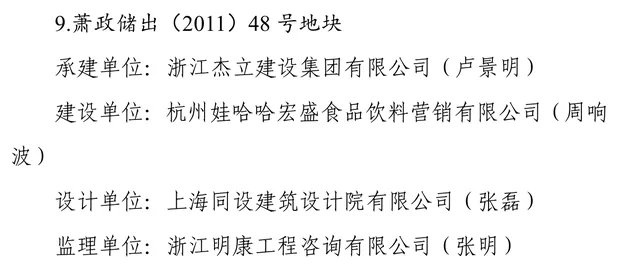 9.萧政储出（2011）48 号地块
承建单位：浙江杰立建设集团有限公司（卢景明）
建设单位：杭州娃哈哈宏盛食品饮料营销有限公司（周响
波）
设计单位：上海同设建筑设计院有限公司（张磊）
监理单位：浙江明康工程咨询有限公司（张明）